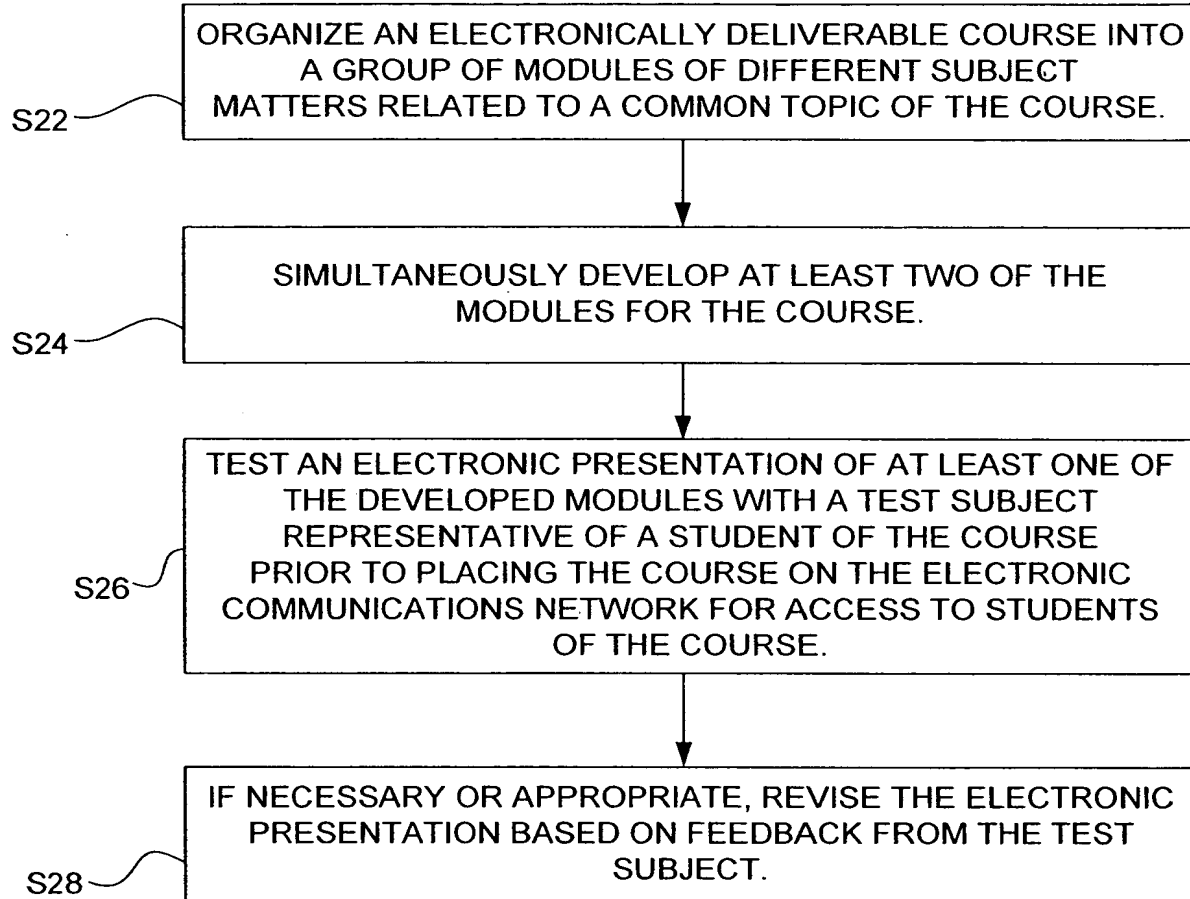 ORGANIZE AN ELECTRONICALLY DELIVERABLE COURSE INTO
A GROUP OF MODULES OF DIFFERENT SUBJECT
MATTERS RELATED TO A COMMON TOPIC OF THE COURSE.
S22
SIMULTANEOUSLY DEVELOP AT LEAST TWO OF THE
MODULES FOR THE COURSE.
S24
TEST AN ELECTRONIC PRESENTATION OF AT LEAST ONE OF
THE DEVELOPED MODULES WITH A TEST SUBJECT
REPRESENTATIVE OF A STUDENT OF THE COURSE
PRIOR TO PLACING THE COURSE ON THE ELECTRONIC
COMMUNICATIONS NETWORK FOR ACCESS TO STUDENTS
OF THE COURSE.
S26
IF NECESSARY OR APPROPRIATE, REVISE THE ELECTRONIC
PRESENTATION BASED ON FEEDBACK FROM THE TEST
SUBJECT.
S28